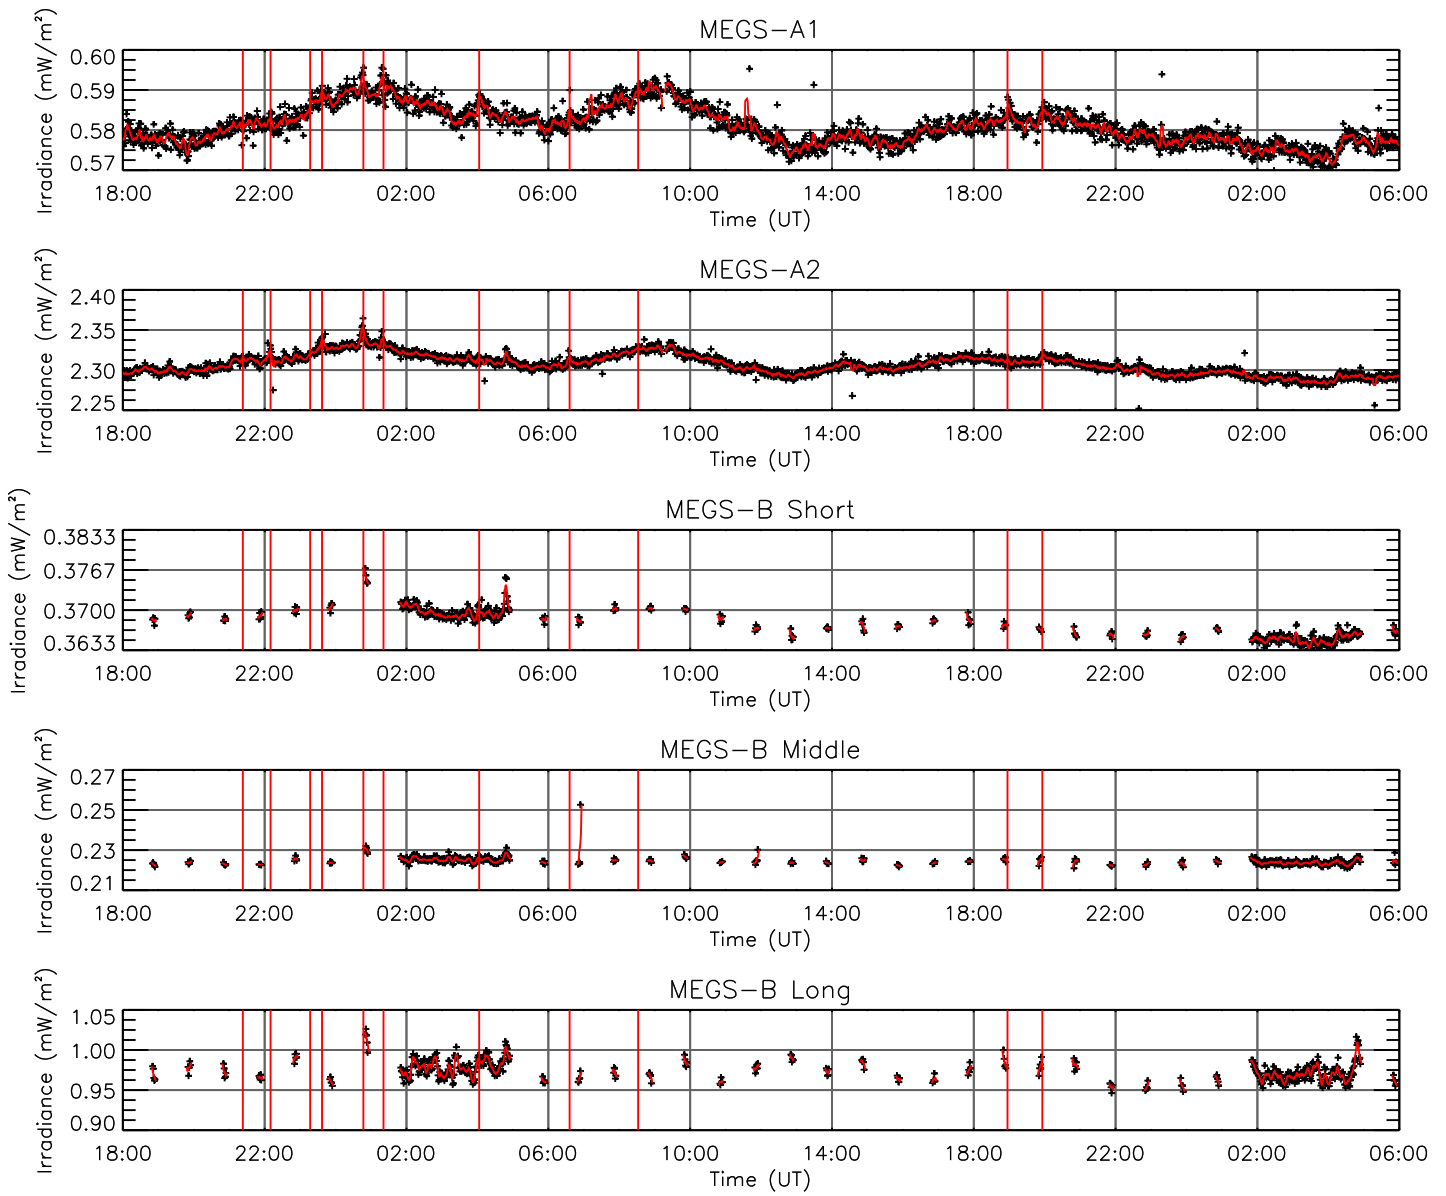 MEGS-A1
Irradiance (mW/m²)
0.60
0.59
0.58
0.57
18:00 22:00 02:00 06:00 10:00 14:00 18:00 22:00 02:00 06:00
Time (UT)
MEGS-A2
Irradiance (mW/m²)
2.40
2.35
2.30
2.25
18:00 22:00 02:00 06:00 10:00 14:00 18:00 22:00 02:00 06:00
Time (UT)
MEGS-B Short
Irradiance (mW/m²)
0.3833
0.3767
0.3700
0.3633
18:00 22:00 02:00 06:00 10:00 14:00 18:00 22:00 02:00 06:00
Time (UT)
MEGS-B Middle
Irradiance (mW/m²)
0.27
0.25
0.23
0.21
18:00 22:00 02:00 06:00 10:00 14:00 18:00 22:00 02:00 06:00
Time (UT)
MEGS-B Long
Irradiance (mW/m²)
1.05
1.00
0.95
0.90
18:00 22:00 02:00 06:00 10:00 14:00 18:00 22:00 02:00 06:00
Time (UT)